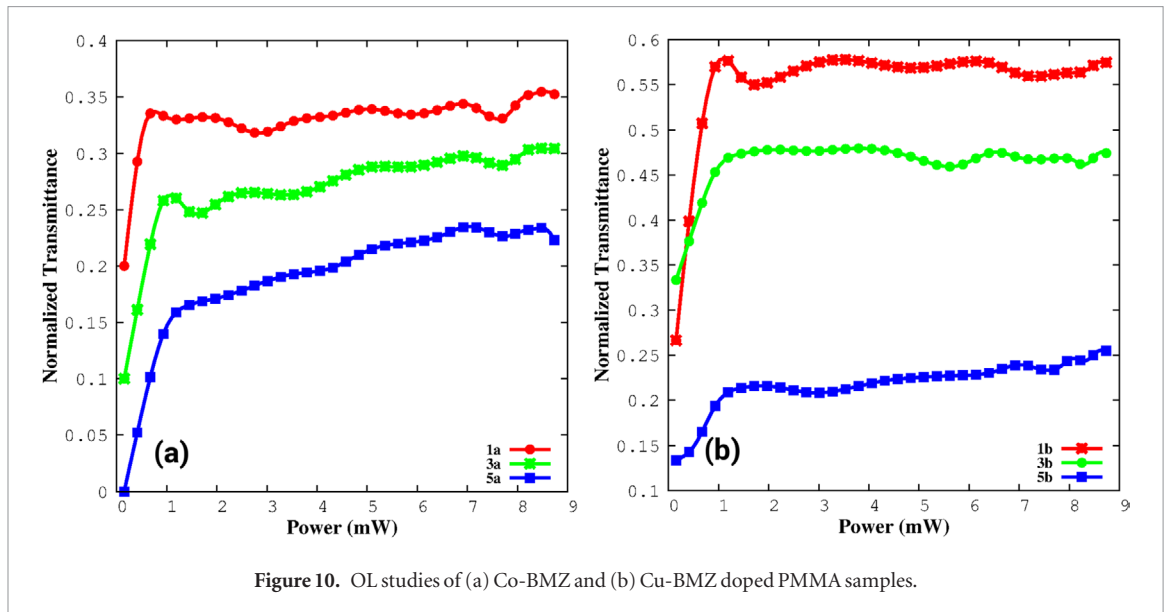 0.4
0.35
0.3
0.25
0.2
0.15
0.1
0.05
0
Normalized Transmittance
(a)
1a
3a
5a
0 1 2 3 4 5 6 7 8 9
Power (mW)
0.6
0.55
0.5
0.45
0.4
0.35
0.3
0.25
0.2
0.15
0.1
Normalized Transmittance
(b)
1b
3b
5b
0 1 2 3 4 5 6 7 8 9
Power (mW)
Figure 10. OL studies of (a) Co-BMZ and (b) Cu-BMZ doped PMMA samples.